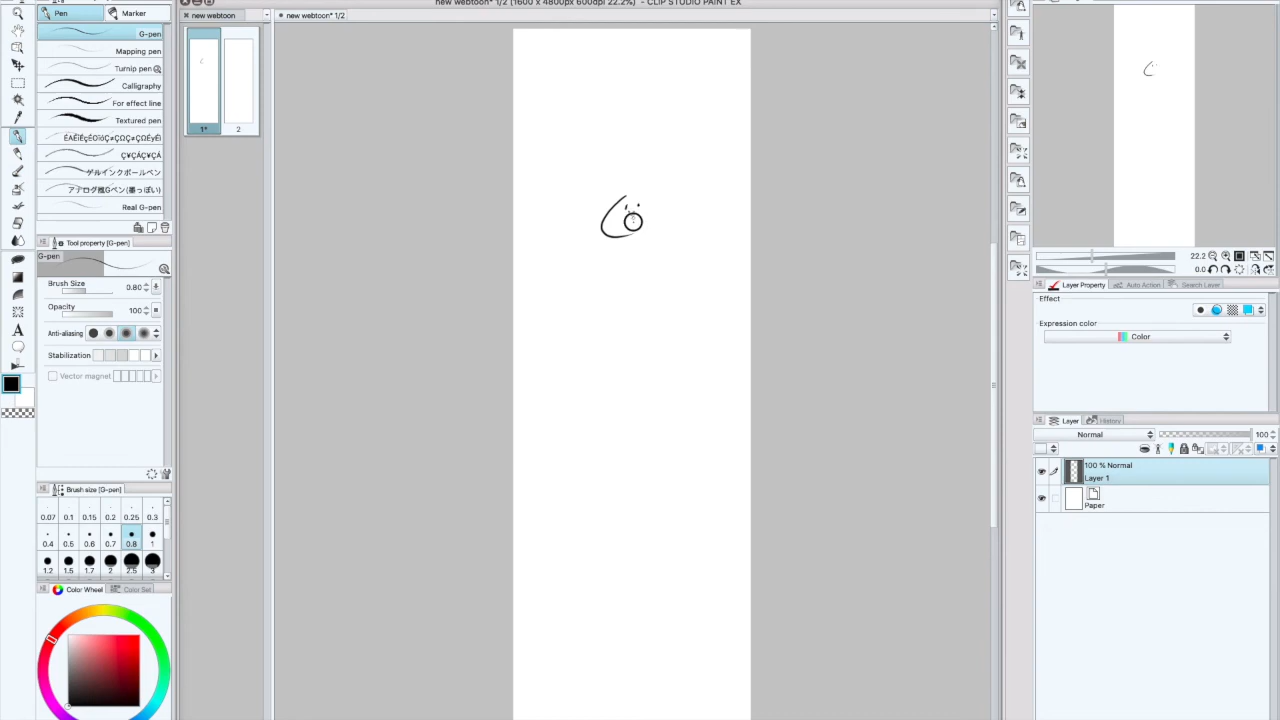 new webtoon* 1/2 (1600 x 4800px 600dpi 22.2%) - CLIP STUDIO PAINT EX
Pen
Marker
new webtoon
new webtoon* 1/2
G-pen
Mapping pen
Turnip pen
Calligraphy
For effect line
Textured pen
ゲルインクボールペン
アナログ風Gペン(墨っぽい)
Real G-pen
1*
2
Tool property [G-pen]
G-pen
Brush Size
0.80
Opacity
100
Anti-aliasing
Stabilization
Vector magnet
Brush size [G-pen]
0.07 0.1 0.15 0.2 0.25 0.3
0.4 0.5 0.6 0.7 0.8 1
1.2 1.5 1.7 2 2.5 3
Color Wheel
Color Set
22.2
0.0
Layer Property
Auto Action
Search Layer
Effect
Expression color
Color
Layer
History
Normal
100
100 % Normal
Layer 1
Paper